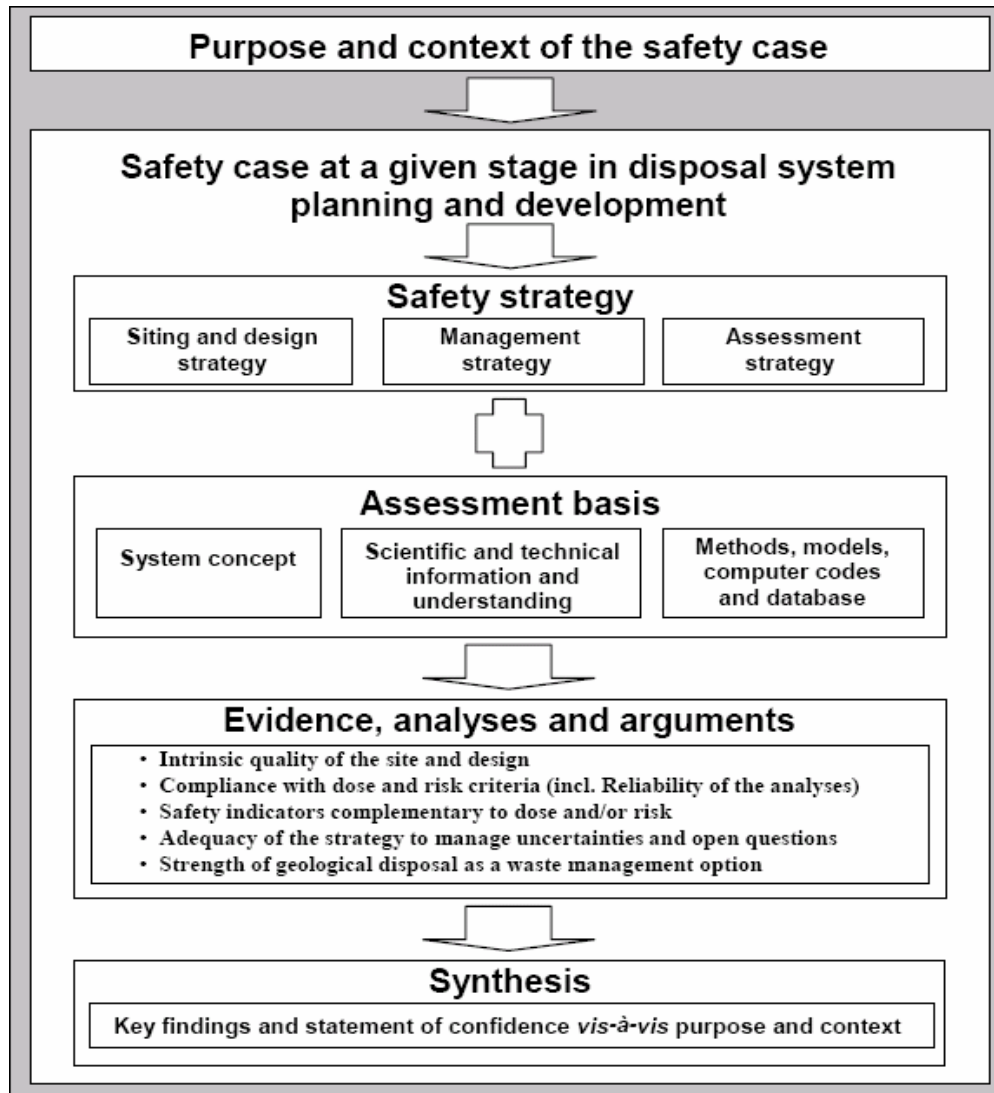 Purpose and context of the safety case
Safety case at a given stage in disposal system
planning and development
Safety strategy
Siting and design
strategy
Management
strategy
Assessment
strategy
Assessment basis
System concept
Scientific and technical
information and
understanding
Methods, models,
computer codes
and database
Evidence, analyses and arguments
• Intrinsic quality of the site and design
• Compliance with dose and risk criteria (incl. Reliability of the analyses)
• Safety indicators complementary to dose and/or risk
• Adequacy of the strategy to manage uncertainties and open questions
• Strength of geological disposal as a waste management option
Synthesis
Key findings and statement of confidence vis-à-vis purpose and context